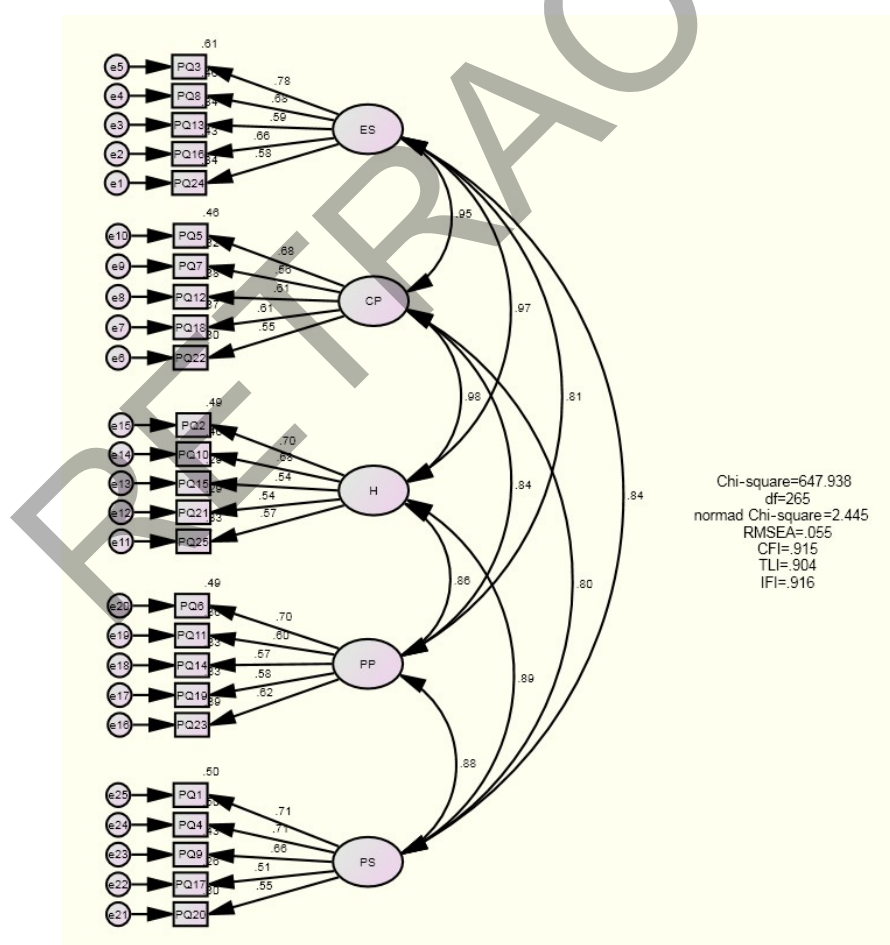 .61
e5 PQ3
.78
e4 PQ8
.68
e3 PQ13
.59
ES
e2 PQ16
.66
e1 PQ24
.58
.95
.46
e10 PQ5
.68
e9 PQ7
.56
e8 PQ12
.61
CP
e7 PQ18
.61
e6 PQ22
.55
.97
.98
.81
.49
e15 PQ2
.70
e14 PQ10
.68
e13 PQ15
.54
H
e12 PQ21
.54
e11 PQ25
.57
.84
.84
Chi-square=647.938
df=265
normad Chi-square=2.445
RMSEA=.055
CFI=.915
TLI=.904
IFI=.916
.86
.80
.49
e20 PQ6
.70
e19 PQ11
.60
e18 PQ14
.57
PP
e17 PQ19
.58
e16 PQ23
.62
.89
.88
.50
e25 PQ1
.71
e24 PQ4
.71
e23 PQ9
.66
PS
e22 PQ17
.51
e21 PQ20
.55
RETRAC